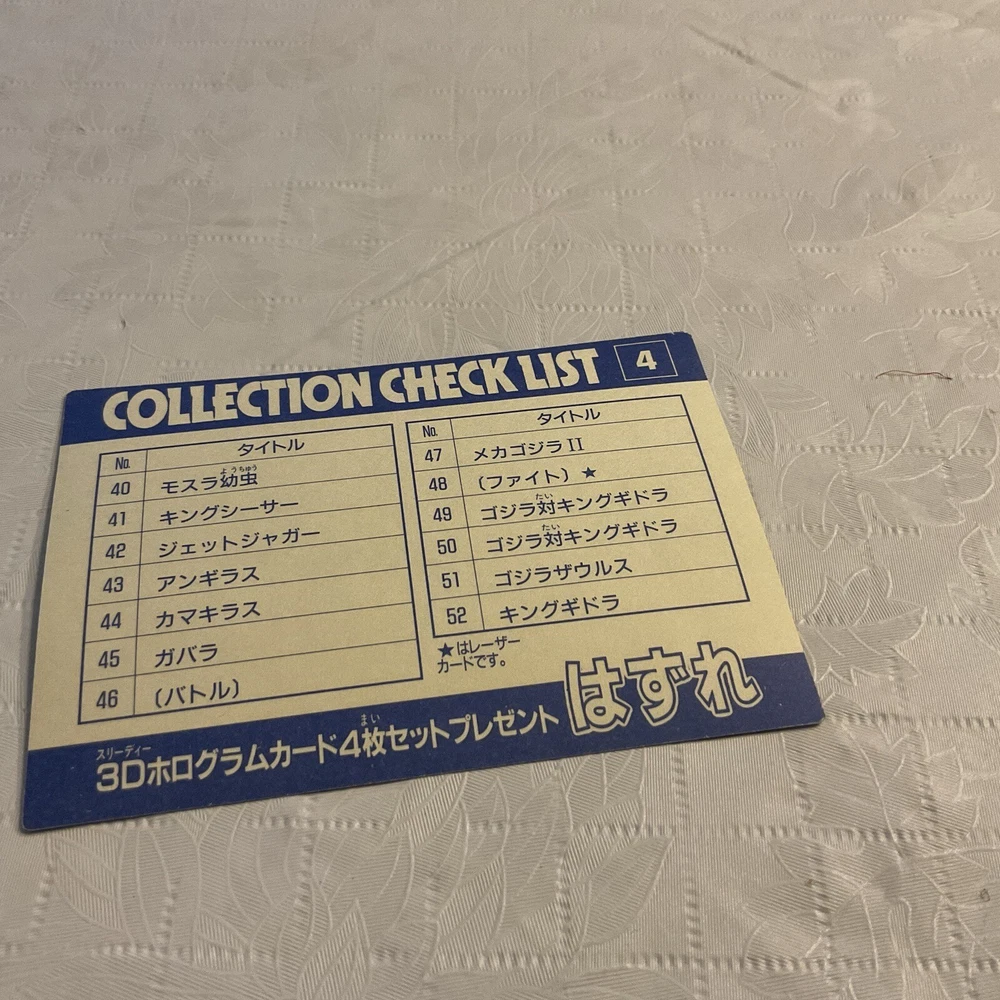 COLLECTION CHECK LIST 4
No. タイトル
40 モスラ幼虫
ようちゅう
41 キングシーサー
42 ジェットジャガー
43 アンギラス
44 カマキラス
45 ガバラ
46 (バトル)
No. タイトル
47 メカゴジラII
48 (ファイト)★
49 ゴジラ対キングギドラ
たい
50 ゴジラ対キングギドラ
たい
51 ゴジラザウルス
52 キングギドラ
★はレーザー
カードです。
スリーディー
まい
3Dホログラムカード4枚セットプレゼント
はずれ